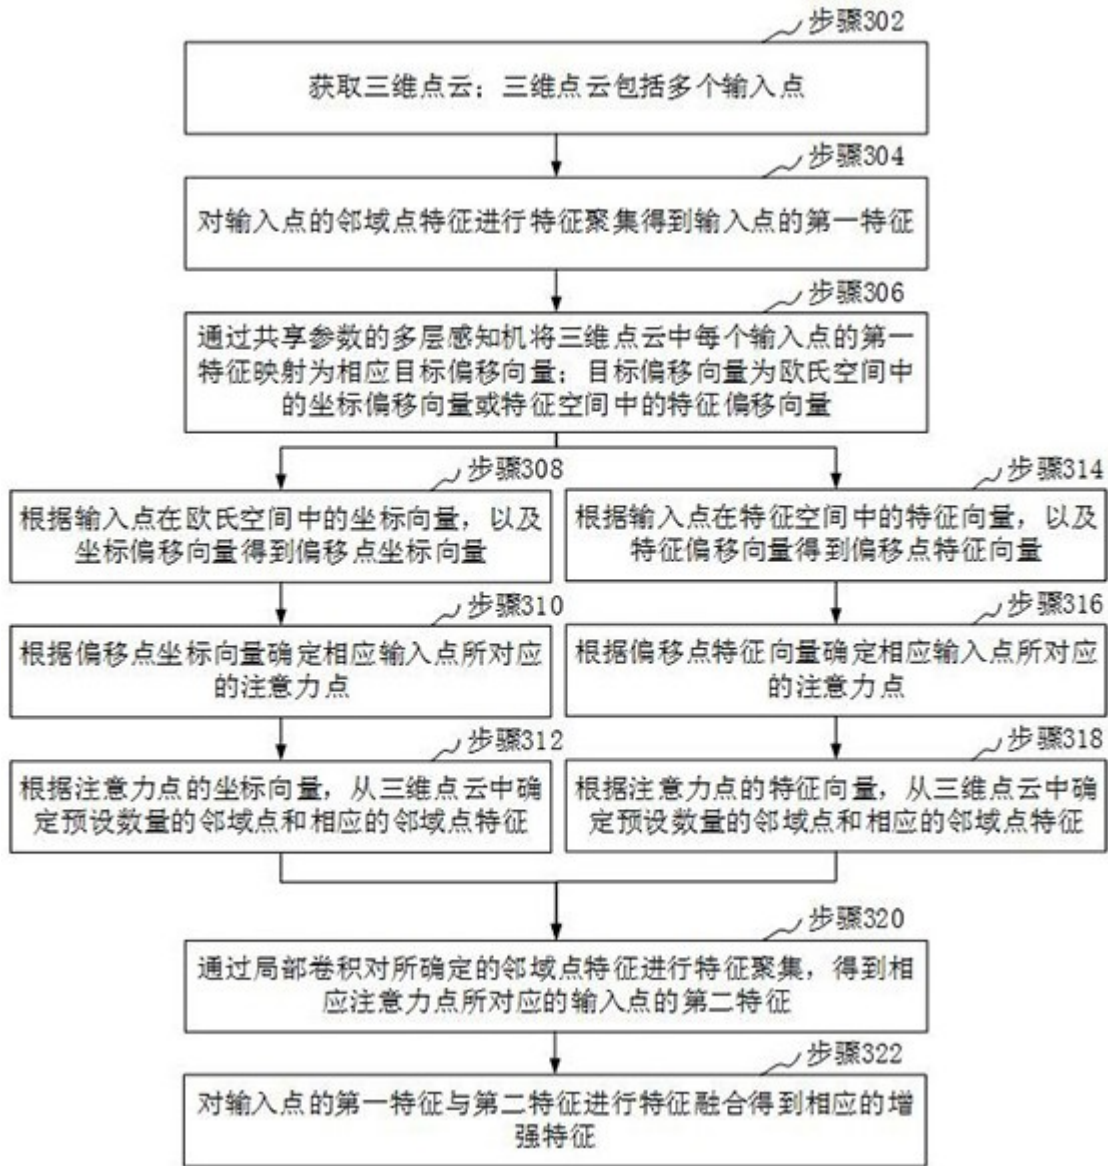 步骤302
获取三维点云；三维点云包括多个输入点
步骤304
对输入点的邻域点特征进行特征聚集得到输入点的第一特征
步骤306
通过共享参数的多层感知机将三维点云中每个输入点的第一
特征映射为相应目标偏移向量；目标偏移向量为欧氏空间中
的坐标偏移向量或特征空间中的特征偏移向量
步骤308
根据输入点在欧氏空间中的坐标向量，以及
坐标偏移向量得到偏移点坐标向量
步骤310
根据偏移点坐标向量确定相应输入点所对应
的注意力点
步骤312
根据注意力点的坐标向量，从三维点云中确
定预设数量的邻域点和相应的邻域点特征
步骤314
根据输入点在特征空间中的特征向量，以及
特征偏移向量得到偏移点特征向量
步骤316
根据偏移点特征向量确定相应输入点所对应
的注意力点
步骤318
根据注意力点的特征向量，从三维点云中确
定预设数量的邻域点和相应的邻域点特征
步骤320
通过局部卷积对所确定的邻域点特征进行特征聚集，得到相
应注意力点所对应的输入点的第二特征
步骤322
对输入点的第一特征与第二特征进行特征融合得到相应的增
强特征